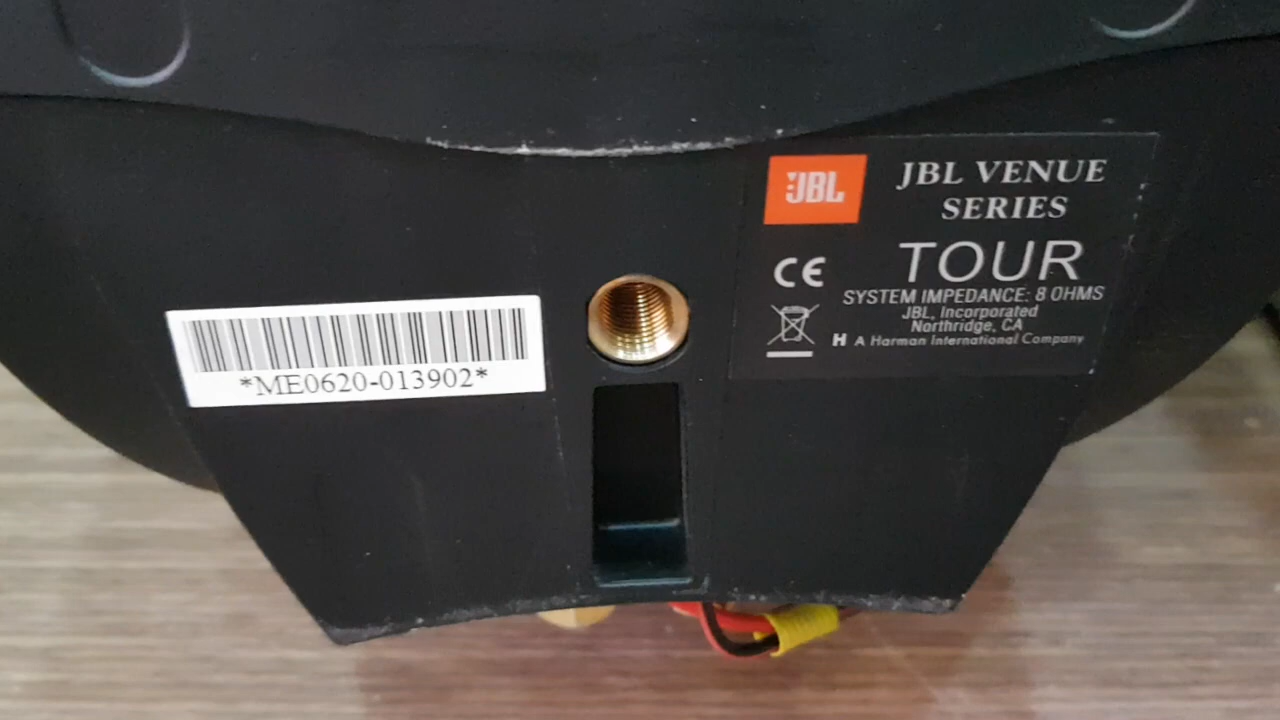 *ME0620-013902*
JBL
JBL VENUE
SERIES
CE
TOUR
SYSTEM IMPEDANCE: 8 OHMS
JBL, Incorporated
Northridge, CA
H A Harman International Company